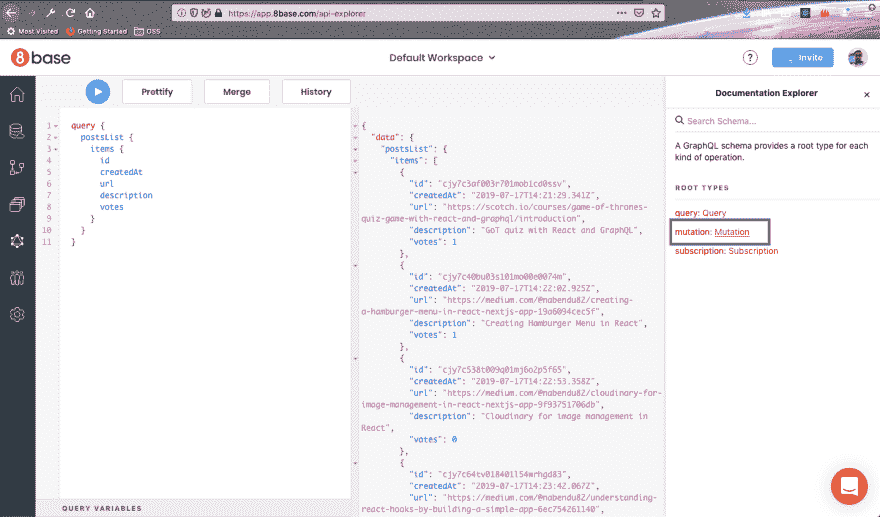 https://app.8base.com/api-explorer
Most Visited Getting Started OSS
8 base
Default Workspace
? Invite
Prettify Merge History
1 query {
2 postsList {
3 items {
4 id
5 createdAt
6 url
7 description
8 votes
9 }
10 }
11 }
QUERY VARIABLES
{
"data": {
"postsList": {
"items": [
{
"id": "cjy7c3af003r701mobicd0ssv",
"createdAt": "2019-07-17T14:21:29.341Z",
"url": "https://scotch.io/courses/game-of-thrones-
quiz-game-with-react-and-graphql/introduction",
"description": "GoT quiz with React and GraphQL",
"votes": 1
},
{
"id": "cjy7c40bu03s101mo00e0074m",
"createdAt": "2019-07-17T14:22:02.925Z",
"url": "https://medium.com/@nabendu82/creating-
a-hamburger-menu-in-react-nextjs-app-19a6094cec5f",
"description": "Creating Hamburger Menu in React",
"votes": 1
},
{
"id": "cjy7c538t009q01mj6o2p5f65",
"createdAt": "2019-07-17T14:22:53.358Z",
"url": "https://medium.com/@nabendu82/cloudinary-for-
image-management-in-react-nextjs-app-9f93751706db",
"description": "Cloudinary for image management in
React",
"votes": 0
},
{
"id": "cjy7c64tv018401l54wrhgd83",
"createdAt": "2019-07-17T14:23:42.067Z",
"url": "https://medium.com/@nabendu82/understanding-
react-hooks-by-building-a-simple-app-6ec754261140",
Documentation Explorer
Search Schema...
A GraphQL schema provides a root type for each
kind of operation.
ROOT TYPES
query: Query
mutation: Mutation
subscription: Subscription